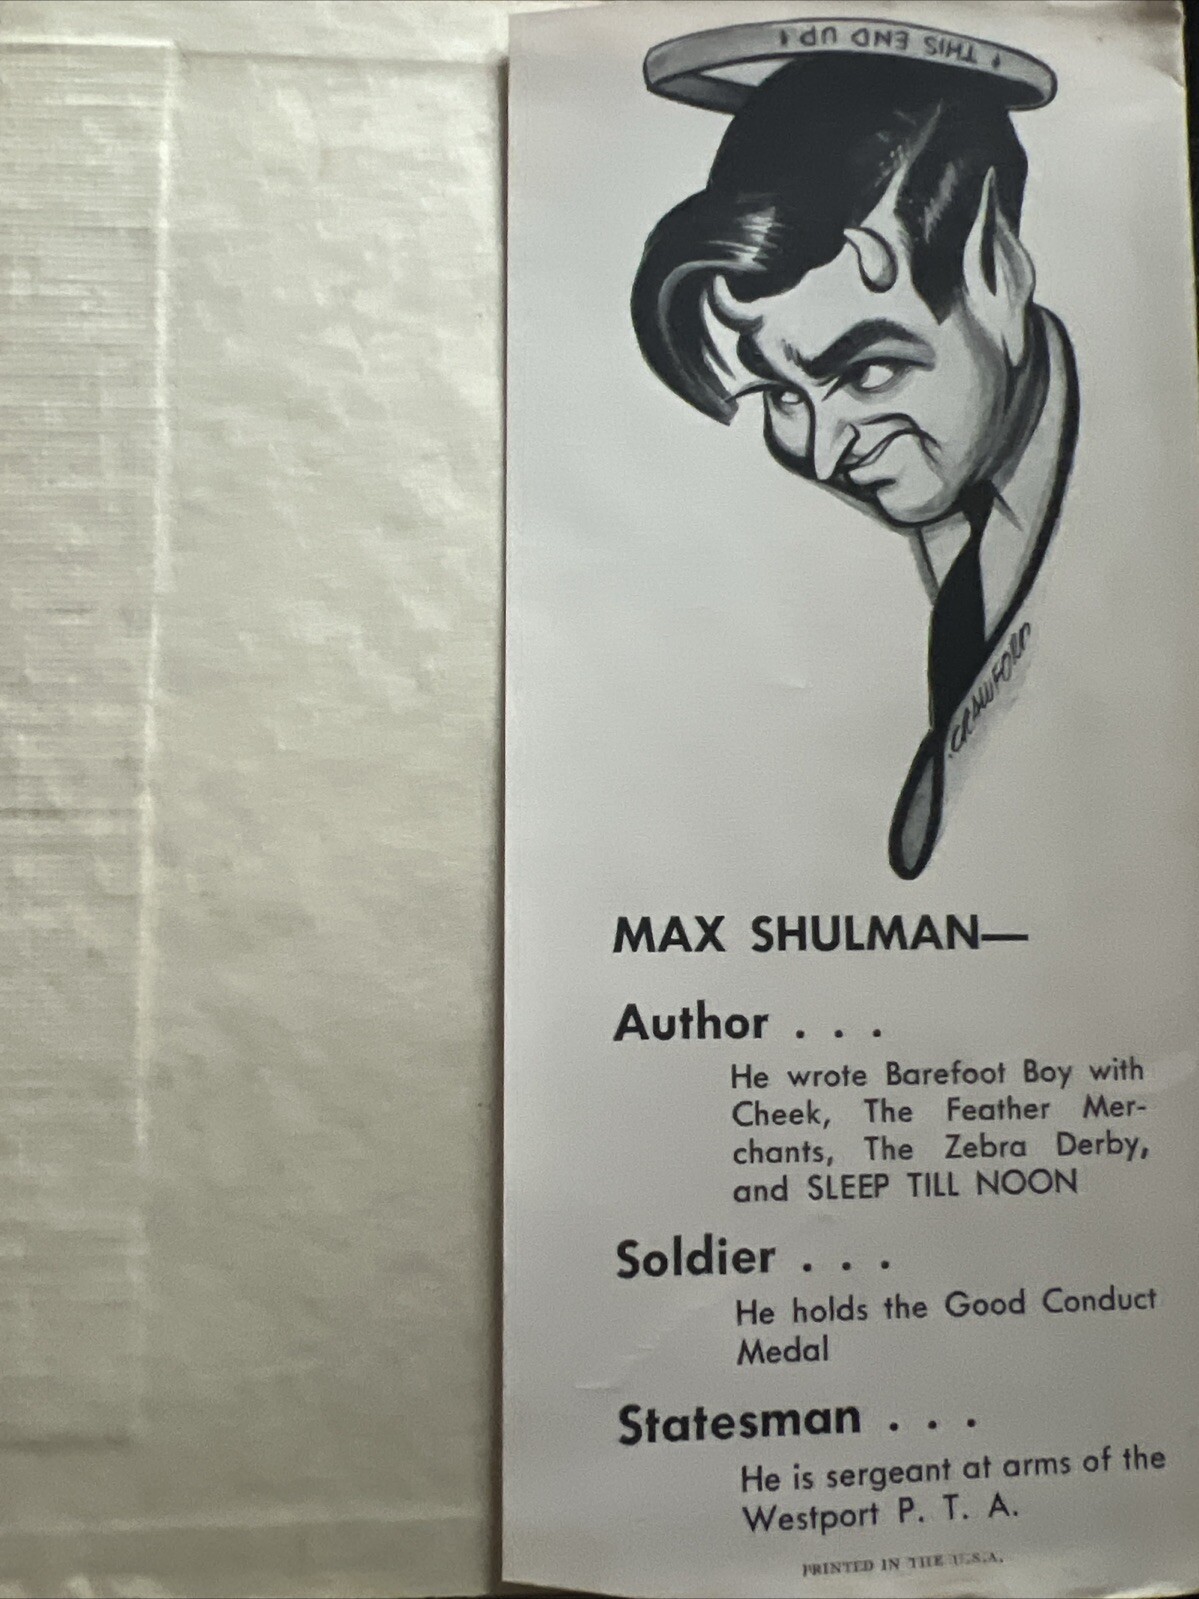 THIS END UP
CRAWFORD
MAX SHULMAN—
Author . . .
He wrote Barefoot Boy with
Cheek, The Feather Mer-
chants, The Zebra Derby,
and SLEEP TILL NOON
Soldier . . .
He holds the Good Conduct
Medal
Statesman . . .
He is sergeant at arms of the
Westport P. T. A.
PRINTED IN THE U.S.A.